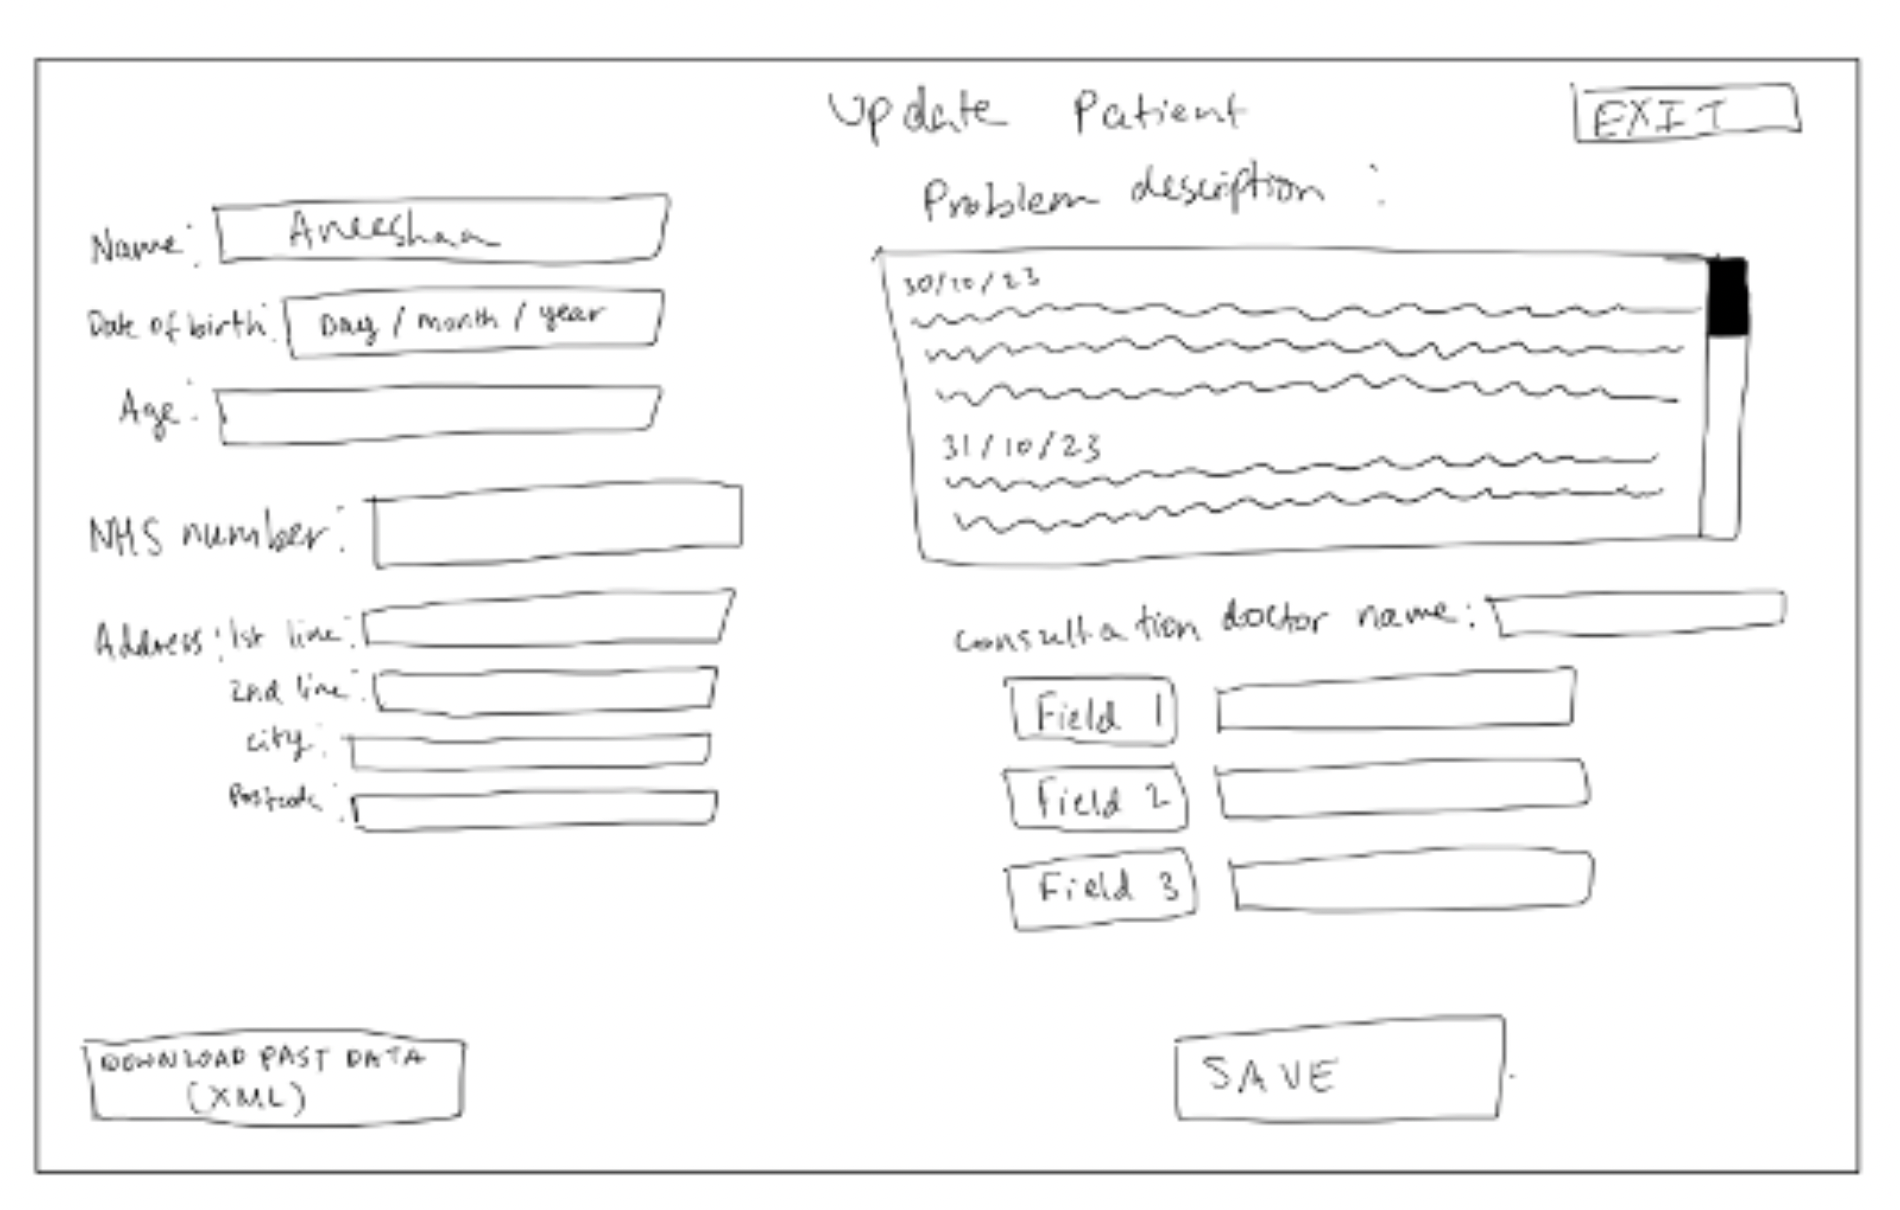 Update Patient
EXIT
Name: Aneeshaa
Date of birth: Day / month / year
Age:
NHS number:
Address: 1st line:
2nd line:
city:
Postcode:
Problem description:
30/10/23
31/10/23
Consultation doctor name:
Field 1
Field 2
Field 3
DOWNLOAD PAST DATA
(XML)
SAVE